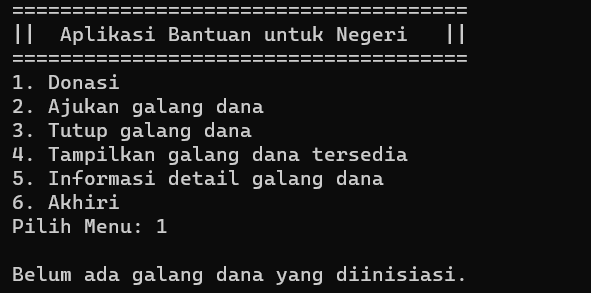 ======================================
||  Aplikasi Bantuan untuk Negeri   ||
======================================
1. Donasi
2. Ajukan galang dana
3. Tutup galang dana
4. Tampilkan galang dana tersedia
5. Informasi detail galang dana
6. Akhiri
Pilih Menu: 1
Belum ada galang dana yang diinisiasi.